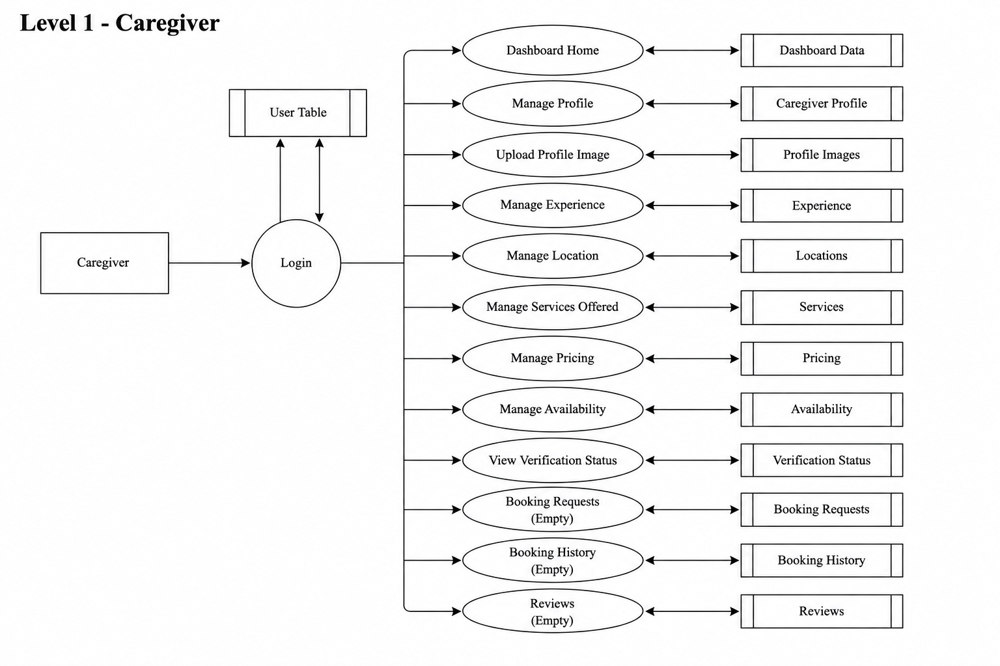 Level 1 - Caregiver
User Table
Caregiver
Login
Dashboard Home
Dashboard Data
Manage Profile
Caregiver Profile
Upload Profile Image
Profile Images
Manage Experience
Experience
Manage Location
Locations
Manage Services Offered
Services
Manage Pricing
Pricing
Manage Availability
Availability
View Verification Status
Verification Status
Booking Requests
(Empty)
Booking Requests
Booking History
(Empty)
Booking History
Reviews
(Empty)
Reviews